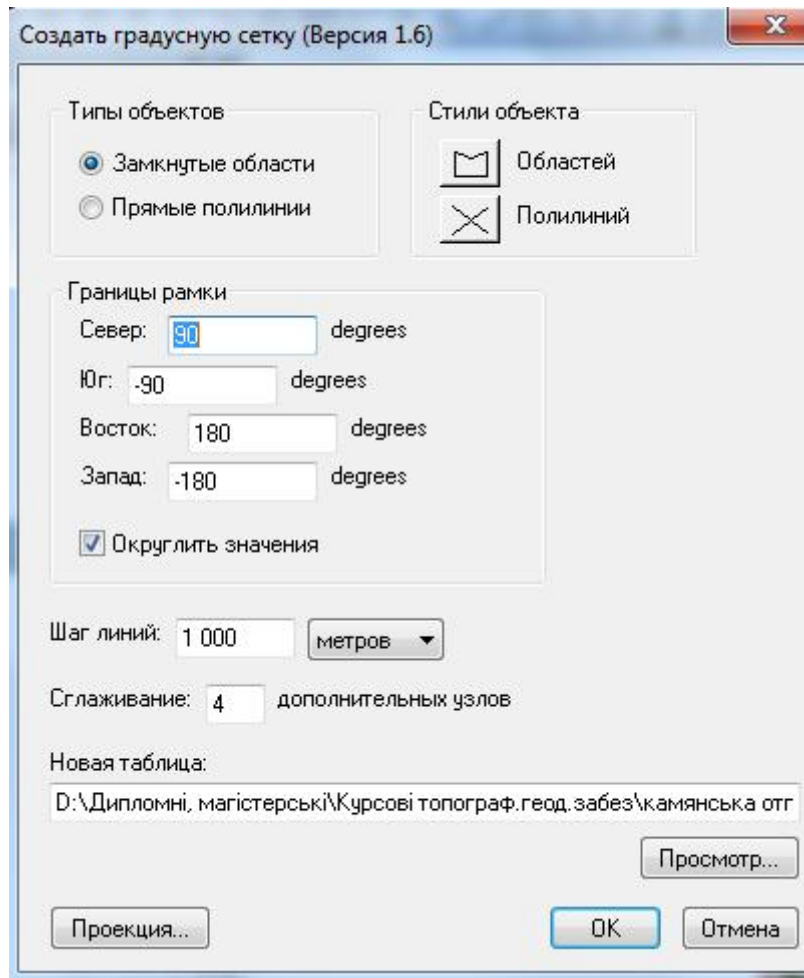 Создать градусную сетку (Версия 1.6)
Типы объектов
Замкнутые области
Прямые полилинии
Стили объекта
Областей
Полилиний
Границы рамки
Север: 90 degrees
Юг: -90 degrees
Восток: 180 degrees
Запад: -180 degrees
Округлить значения
Шаг линий: 1 000 метров
Сглаживание: 4 дополнительных узлов
Новая таблица:
D:\Дипломні, магістерські\Курсові топограф.геод.забез\камянська отг
Просмотр...
Проекция... OK Отмена